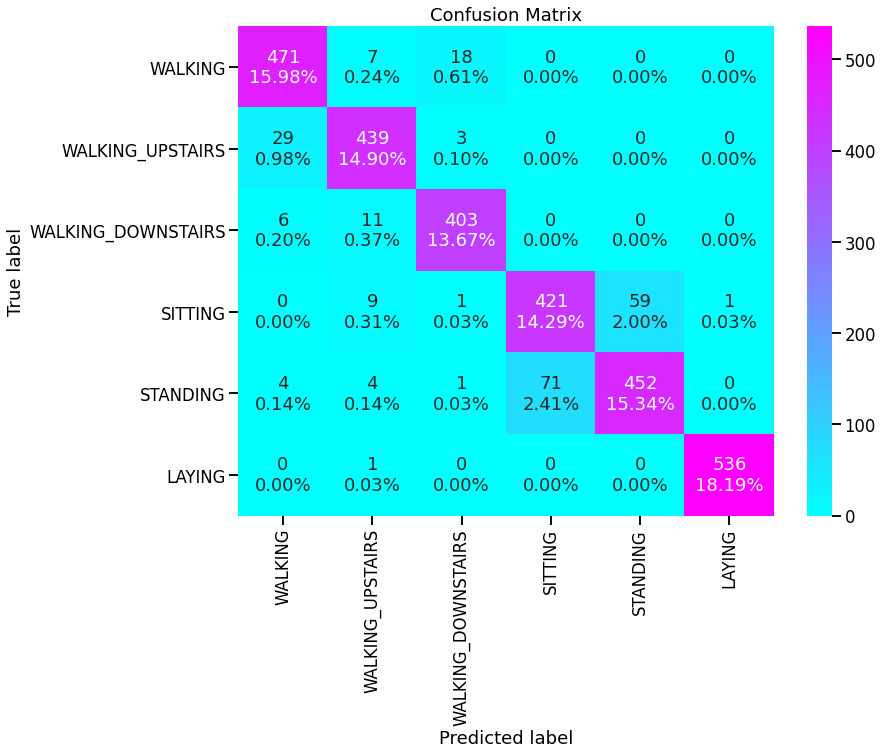 Confusion Matrix
True label
WALKING
471 7 18 0 0 0
15.98% 0.24% 0.61% 0.00% 0.00% 0.00%
WALKING_UPSTAIRS
29 439 3 0 0 0
0.98% 14.90% 0.10% 0.00% 0.00% 0.00%
WALKING_DOWNSTAIRS
6 11 403 0 0 0
0.20% 0.37% 13.67% 0.00% 0.00% 0.00%
SITTING
0 9 1 421 59 1
0.00% 0.31% 0.03% 14.29% 2.00% 0.03%
STANDING
4 4 1 71 452 0
0.14% 0.14% 0.03% 2.41% 15.34% 0.00%
LAYING
0 1 0 0 0 536
0.00% 0.03% 0.00% 0.00% 0.00% 18.19%
WALKING
WALKING_UPSTAIRS
WALKING_DOWNSTAIRS
SITTING
STANDING
LAYING
Predicted label
500
400
300
200
100
0